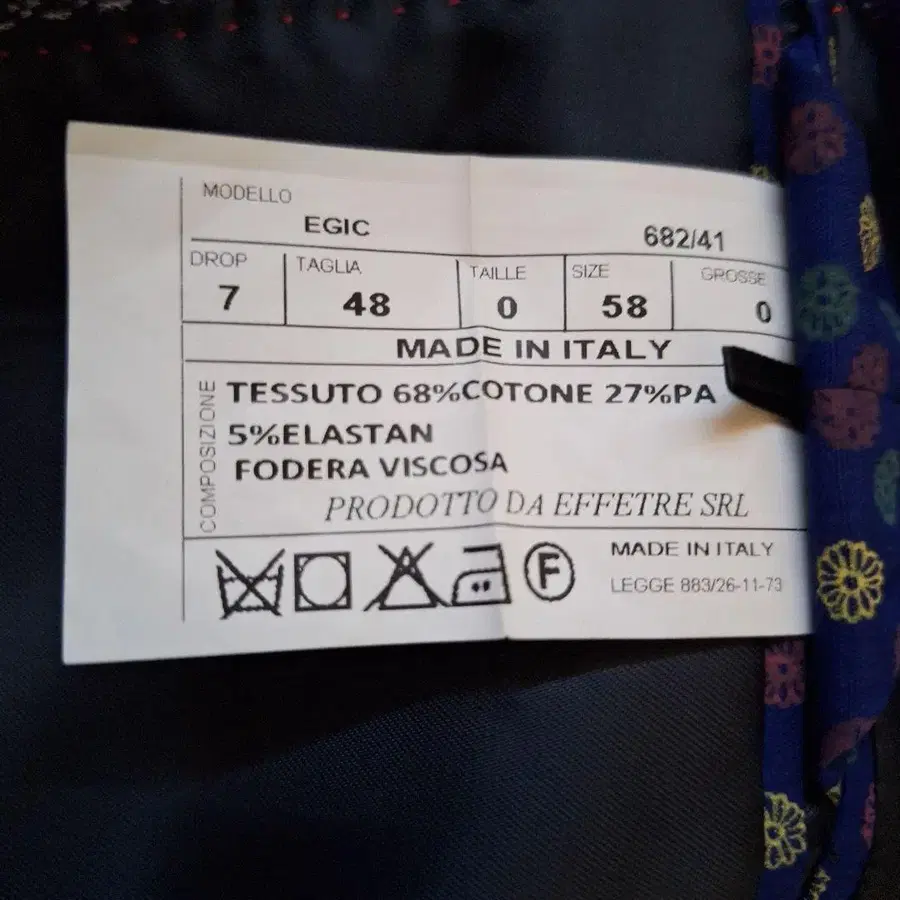 MODELLO
EGIC 682/41
DROP TAGLIA TAILLE SIZE GROSSE
7 48 0 58 0
MADE IN ITALY
COMPOSIZIONE
TESSUTO 68%COTONE 27%PA
5%ELASTAN
FODERA VISCOSA
PRODOTTO DA EFFETRE SRL
F
MADE IN ITALY
LEGGE 883/26-11-73